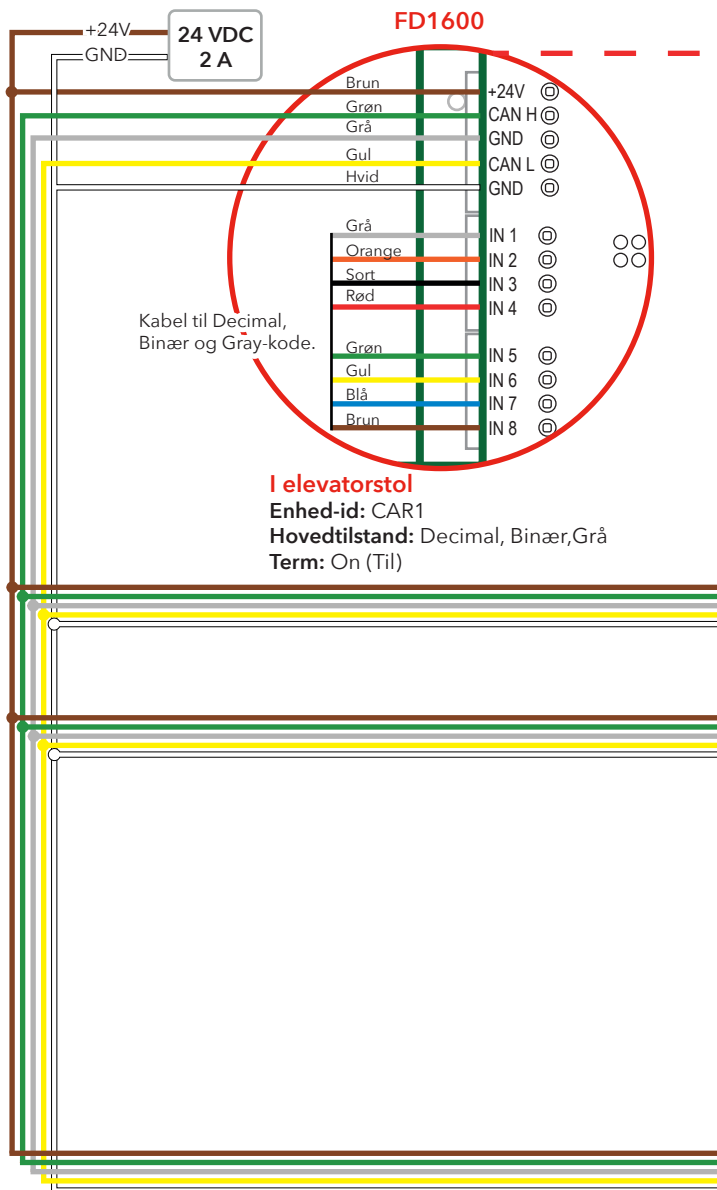 FD1600
+24V
24 VDC
GND
2 A
Brun
+24V
Grøn
CAN H
Grå
GND
Gul
CAN L
Hvid
GND
Grå
IN 1
Orange
IN 2
Sort
IN 3
Rød
IN 4
Kabel til Decimal,
Binær og Gray-kode.
Grøn
IN 5
Gul
IN 6
Blå
IN 7
Brun
IN 8
I elevatorstol
Enhed-id: CAR1
Hovedtilstand: Decimal, Binær,Grå
Term: On (Til)